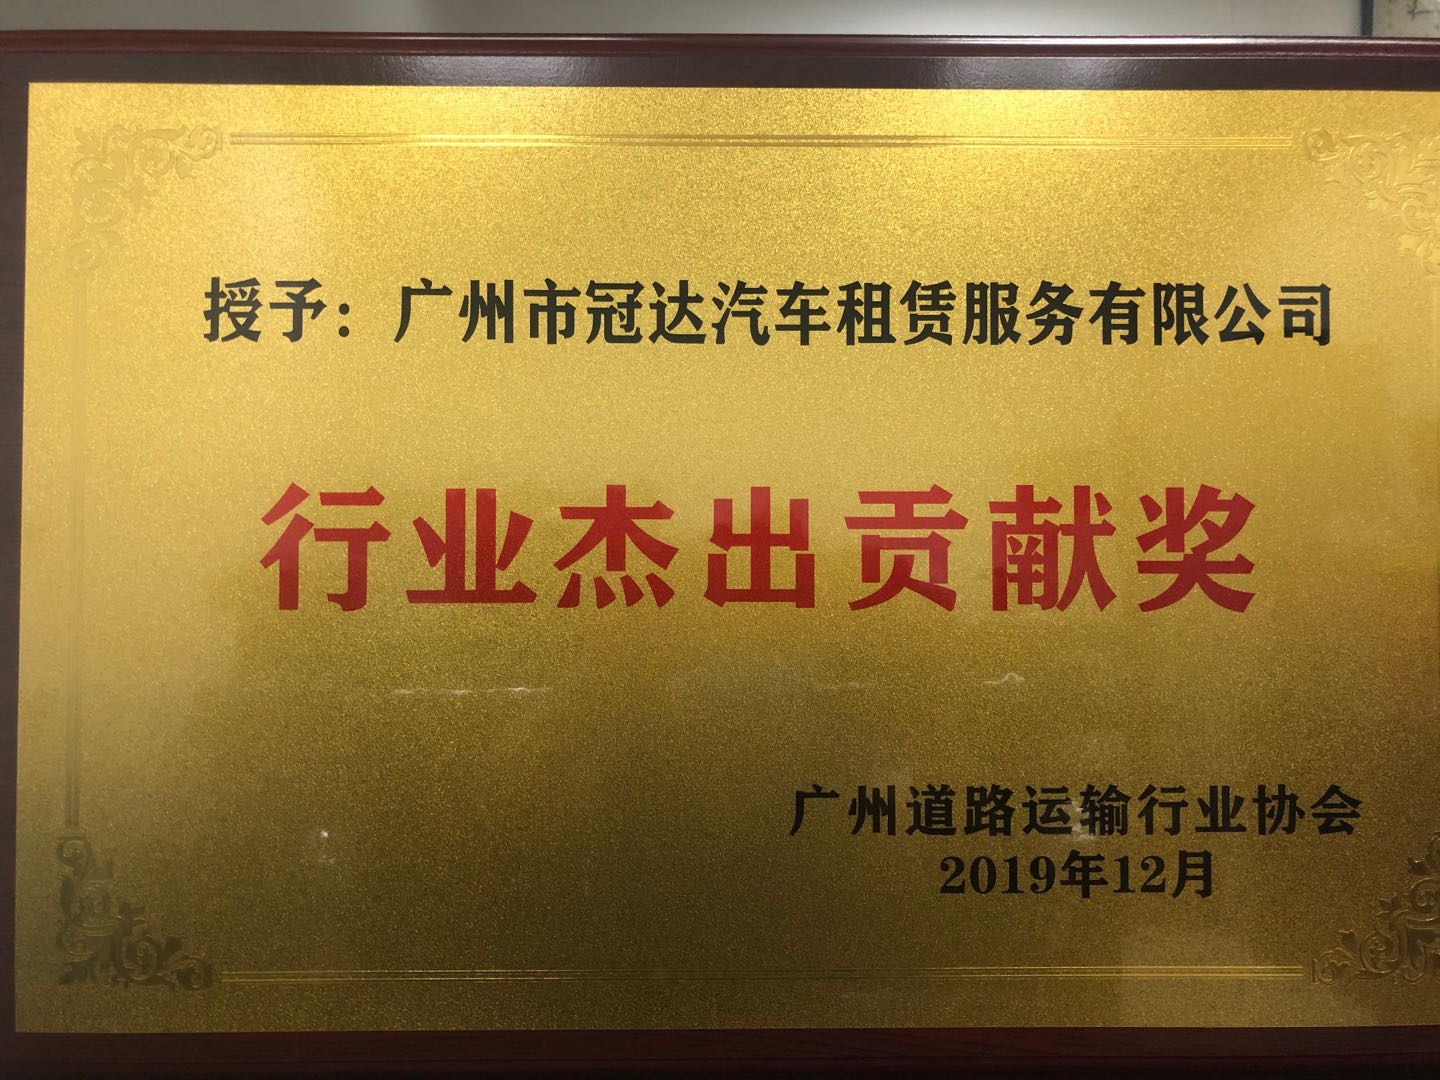 授予：广州市冠达汽车租赁服务有限公司
行业杰出贡献奖
广州道路运输行业协会
2019年12月